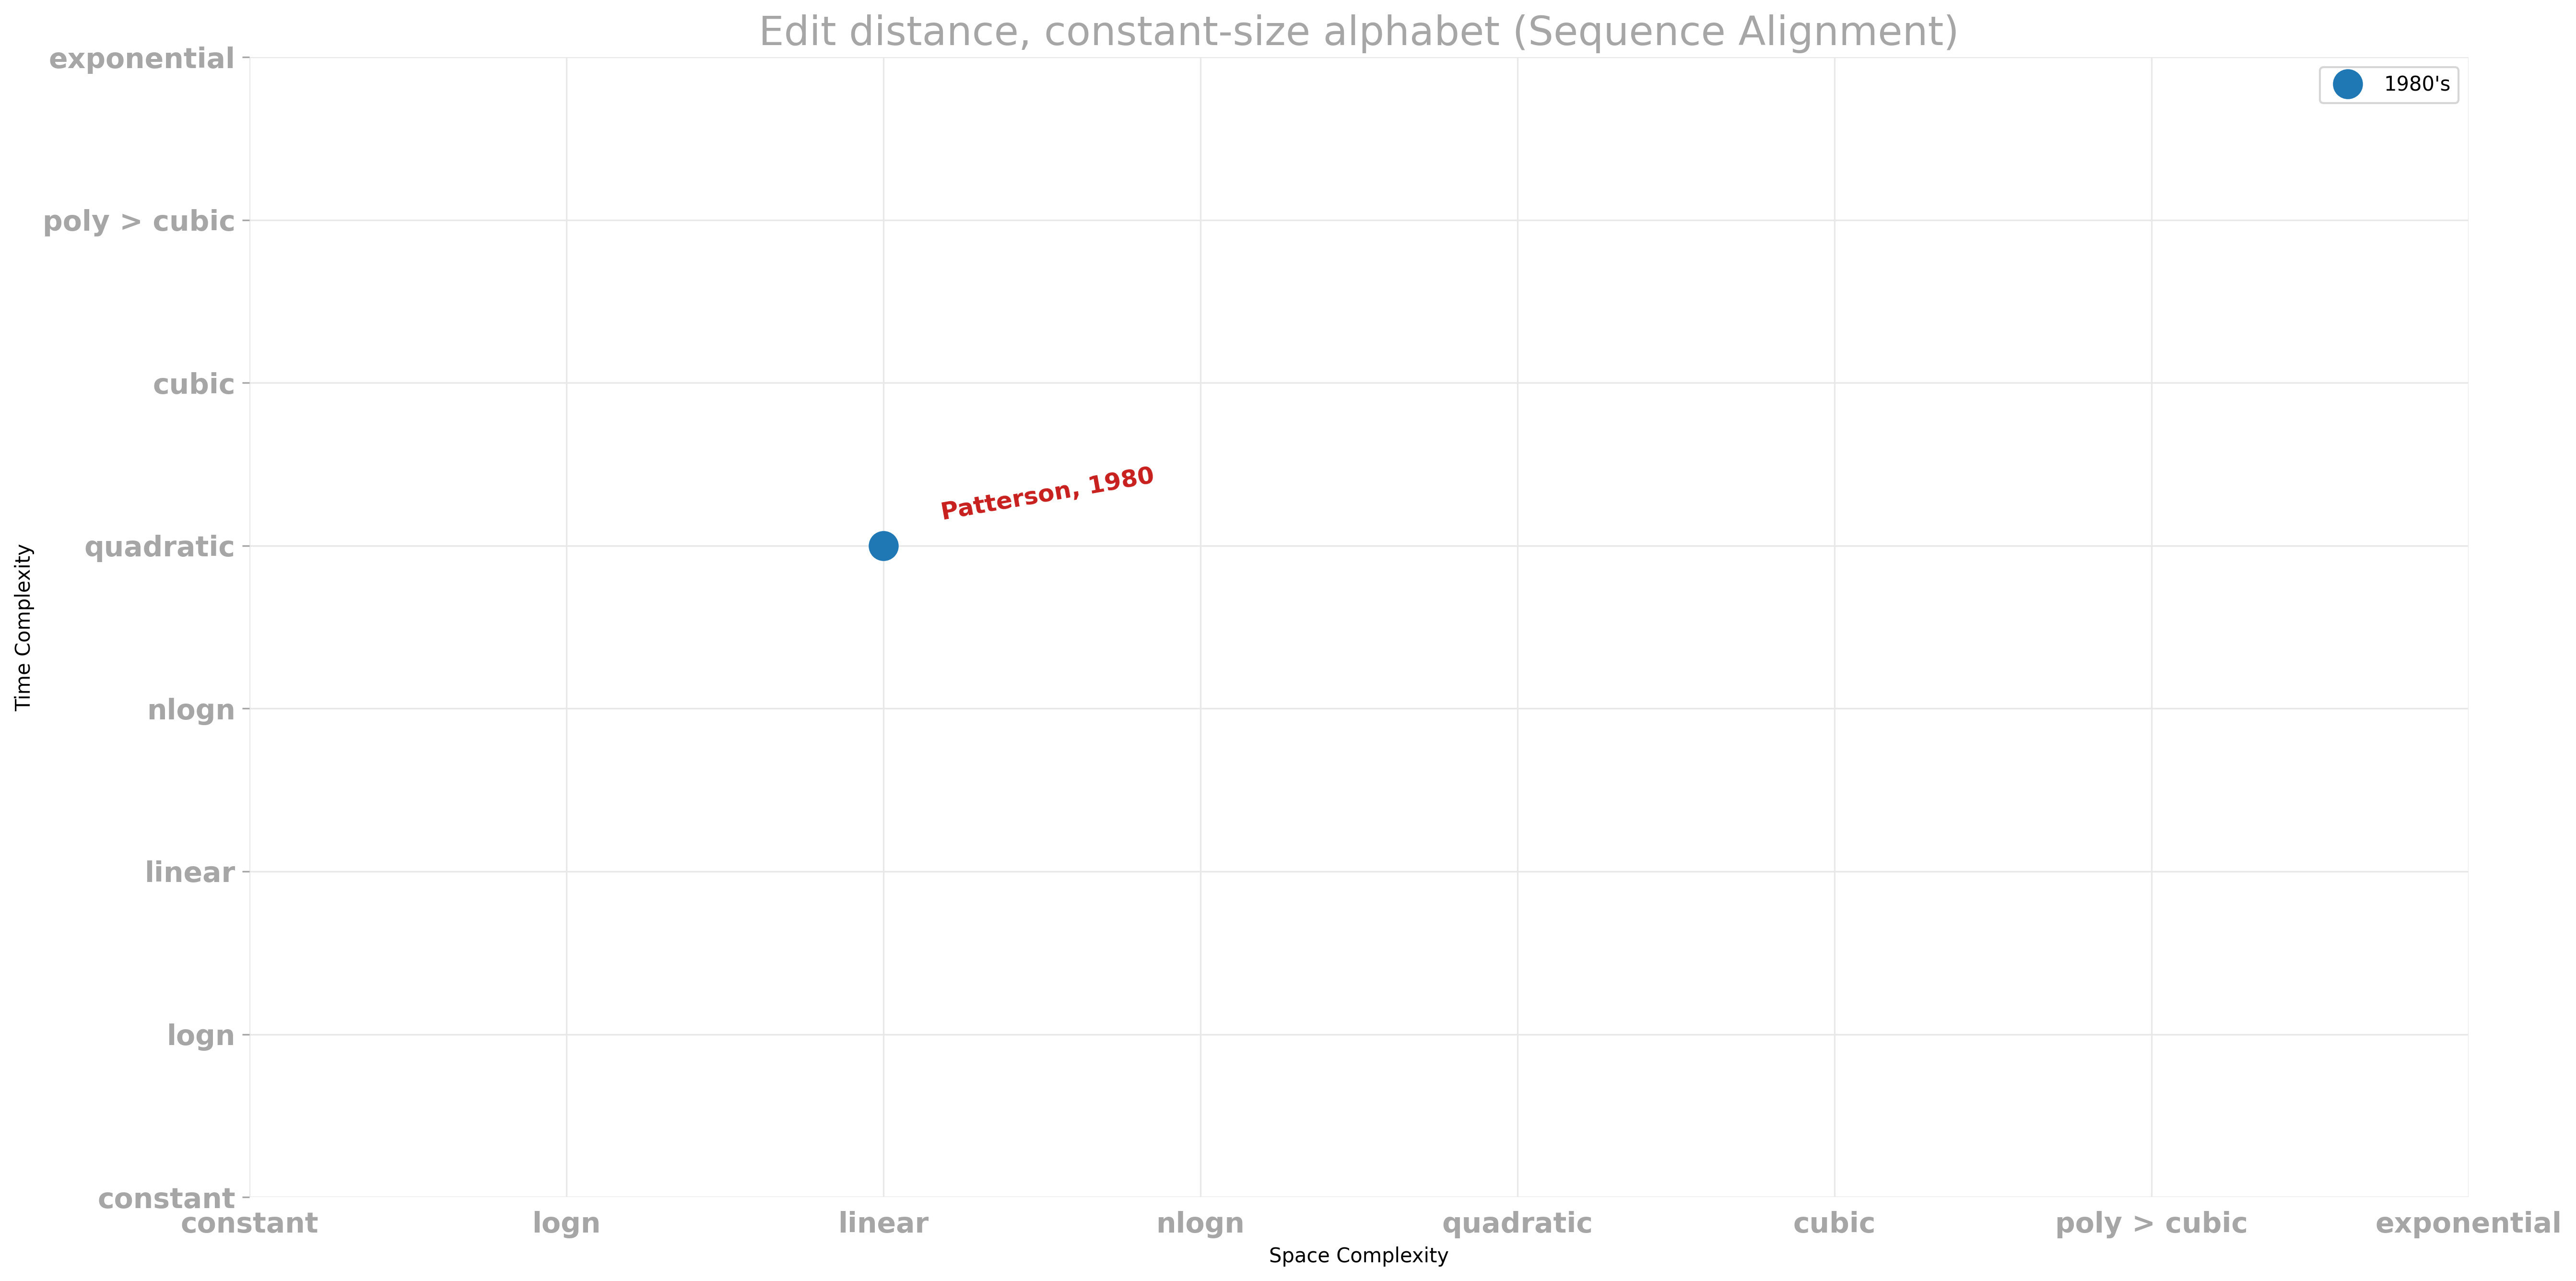 Edit distance, constant-size alphabet (Sequence Alignment)
exponential
1980's
poly > cubic
cubic
Patterson, 1980
quadratic
Time Complexity
nlogn
linear
logn
constant
constant logn linear nlogn quadratic cubic poly > cubic exponential
Space Complexity